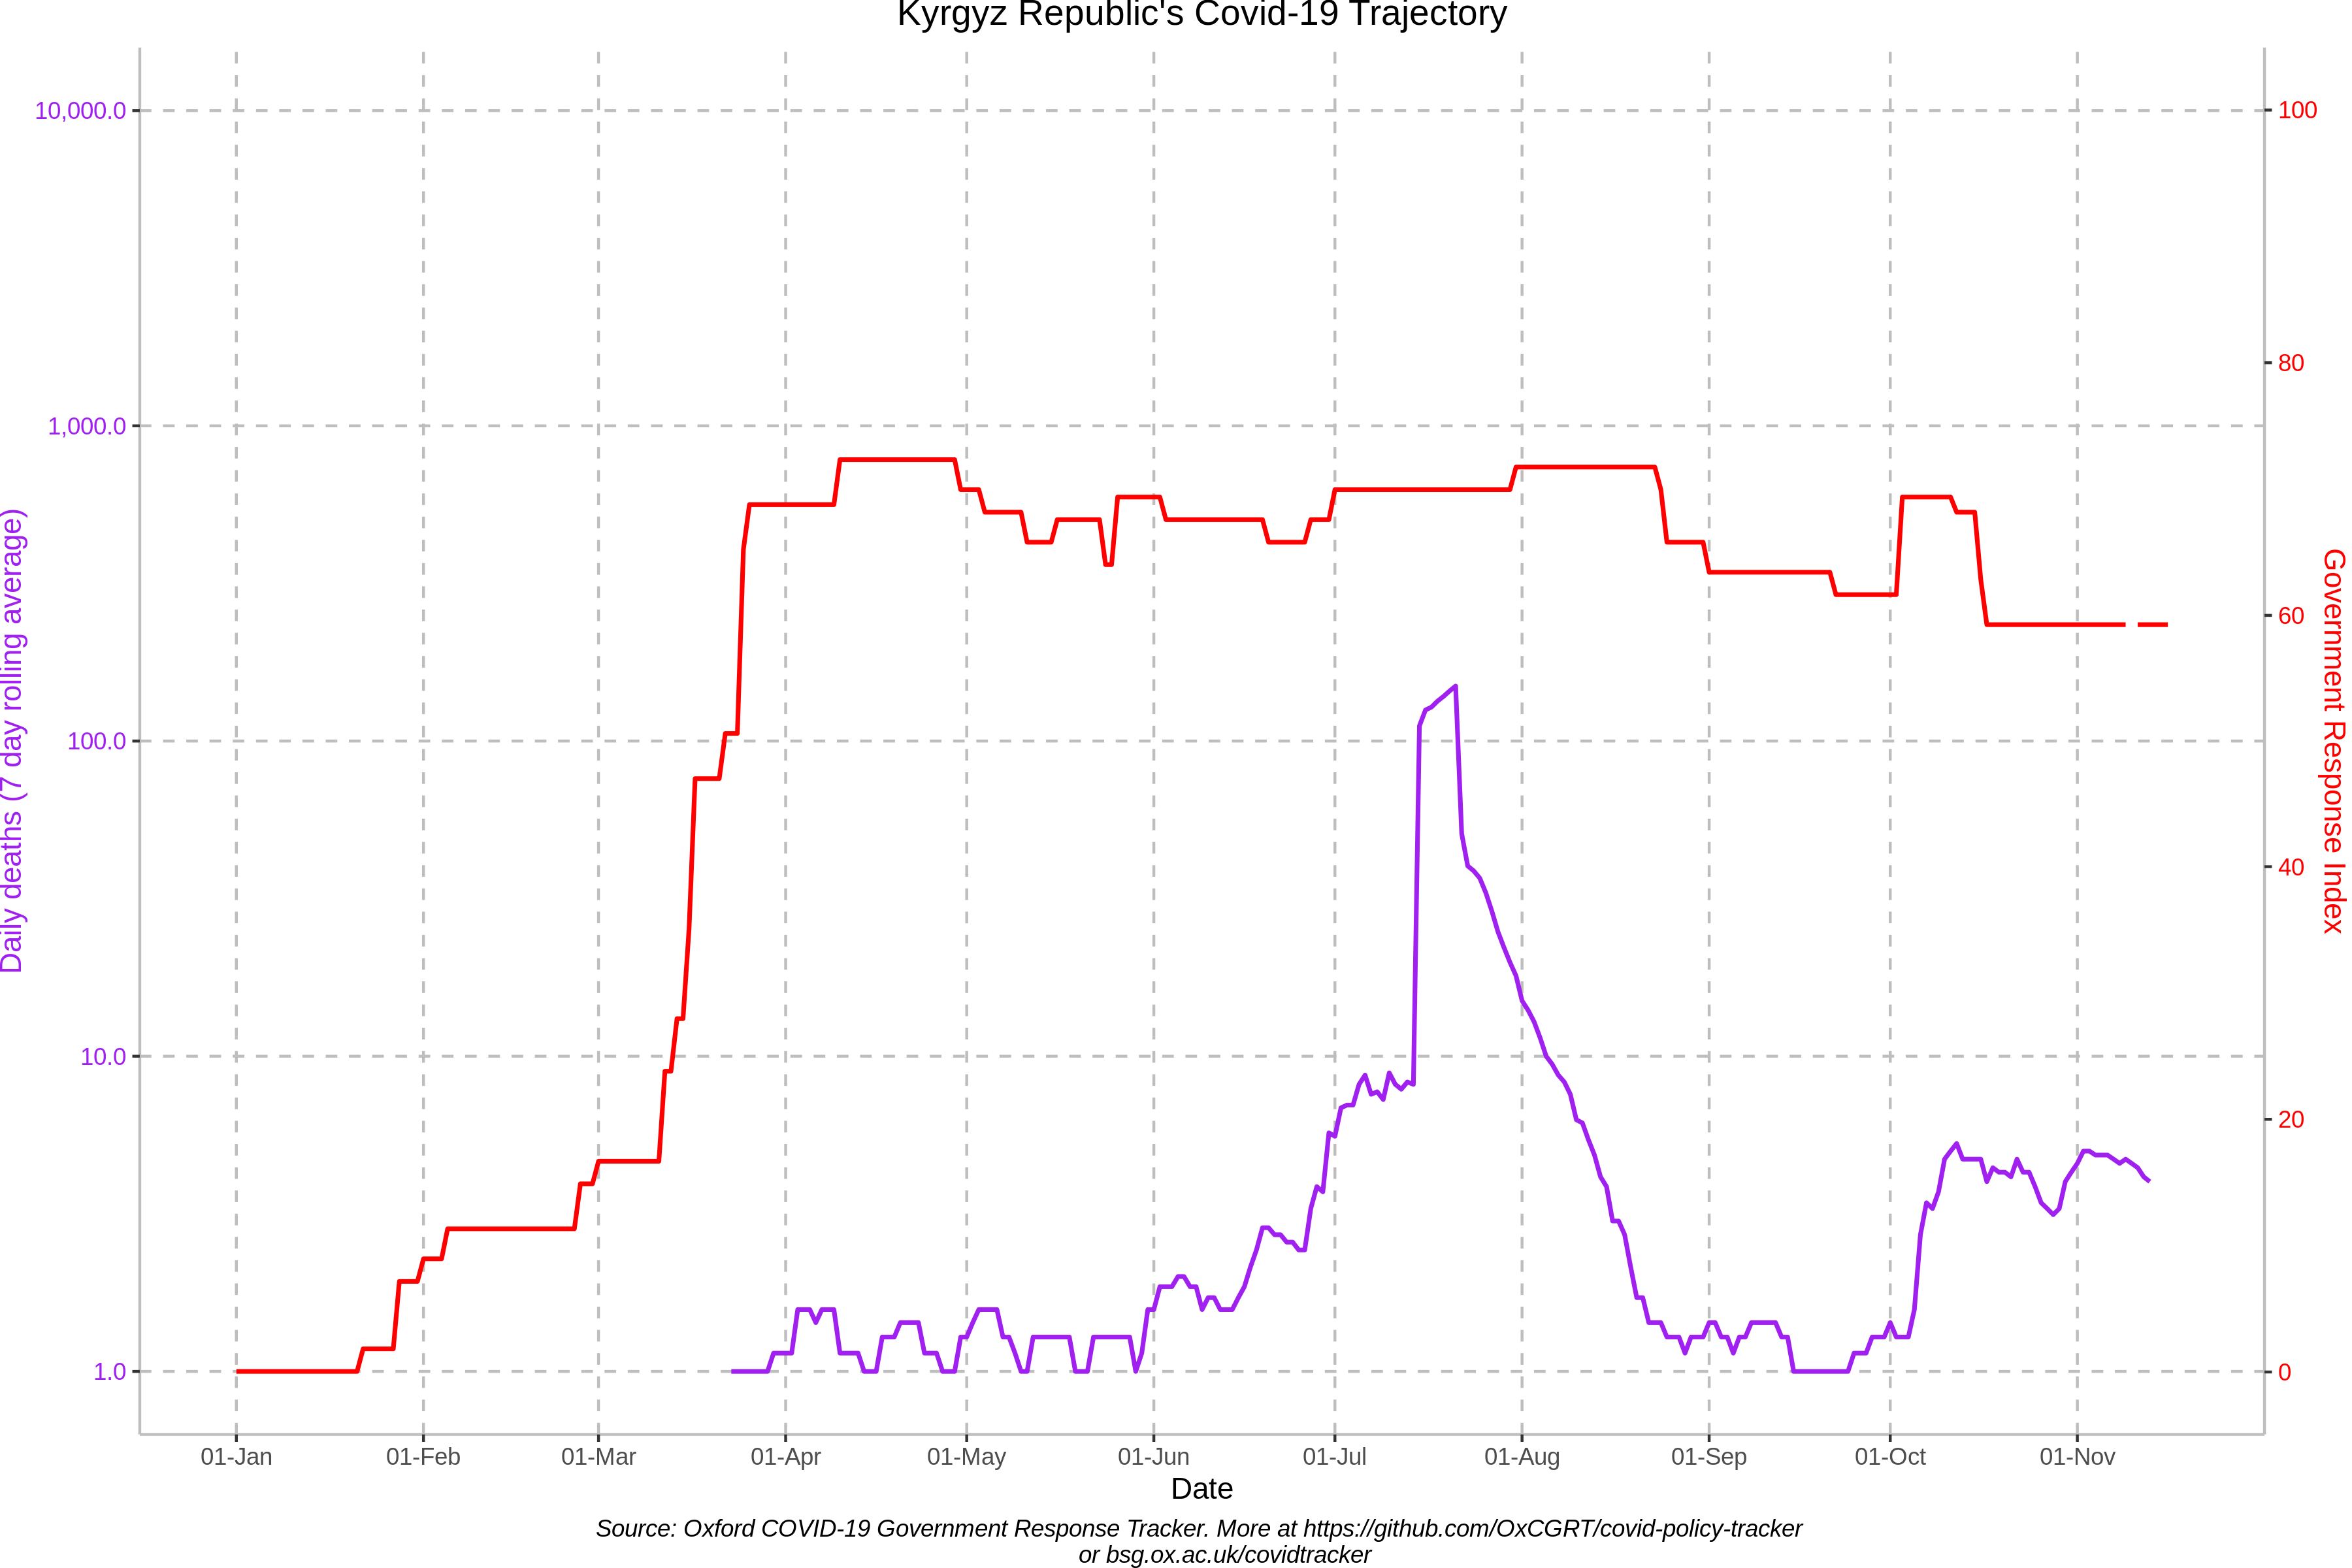 Kyrgyz Republic's Covid-19 Trajectory
10,000.0
1,000.0
100.0
10.0
1.0
Daily deaths (7 day rolling average)
100
80
60
40
20
0
Government Response Index
01-Jan
01-Feb
01-Mar
01-Apr
01-May
01-Jun
01-Jul
01-Aug
01-Sep
01-Oct
01-Nov
Date
Source: Oxford COVID-19 Government Response Tracker. More at https://github.com/OxCGRT/covid-policy-tracker
or bsg.ox.ac.uk/covidtracker